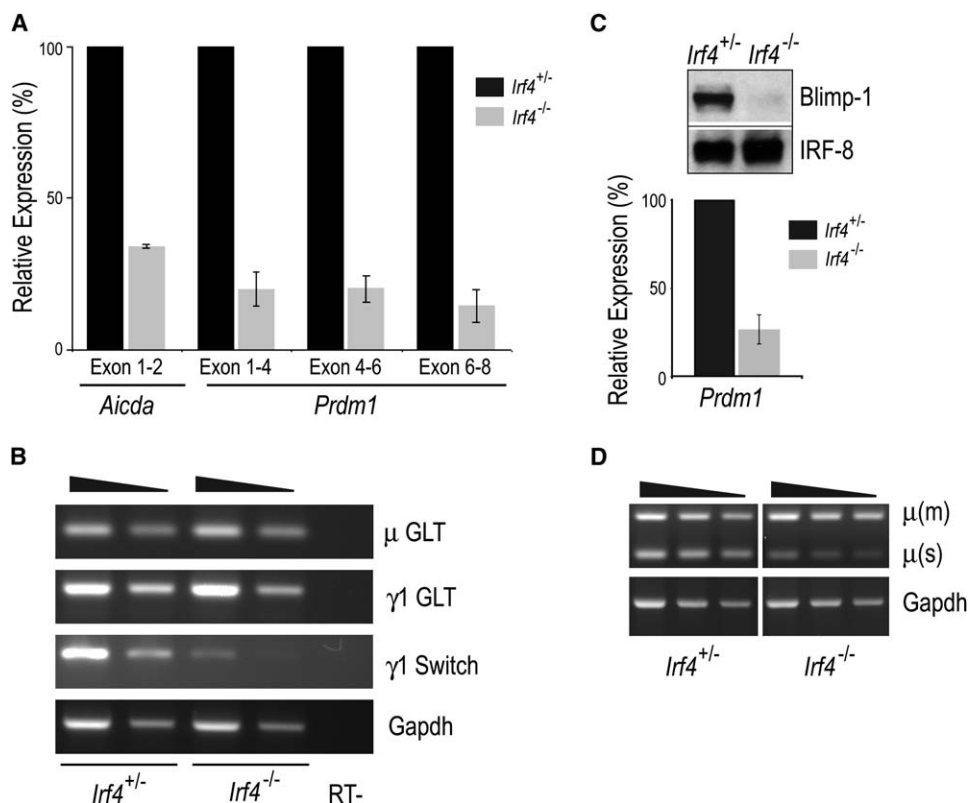 A
Relative Expression (%)
100
50
0
Irf4+/-
Irf4-/-
Exon 1-2
Exon 1-4
Exon 4-6
Exon 6-8
Aicda
Prdm1
B
μ GLT
γ1 GLT
γ1 Switch
Gapdh
Irf4+/-
Irf4-/-
RT-
C
Irf4+/-
Irf4-/-
Blimp-1
IRF-8
Relative Expression (%)
100
50
0
Irf4+/-
Irf4-/-
Prdm1
D
μ(m)
μ(s)
Gapdh
Irf4+/-
Irf4-/-